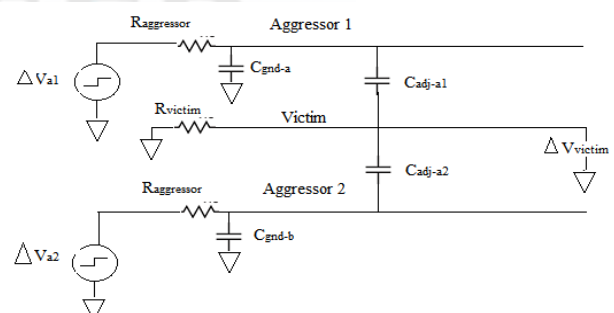 Raggressor Aggressor 1
ΔVa1
Cgnd-a
Cadj-a1
Rvictim Victim
ΔVvictim
Cadj-a2
Raggressor Aggressor 2
Cgnd-b
ΔVa2